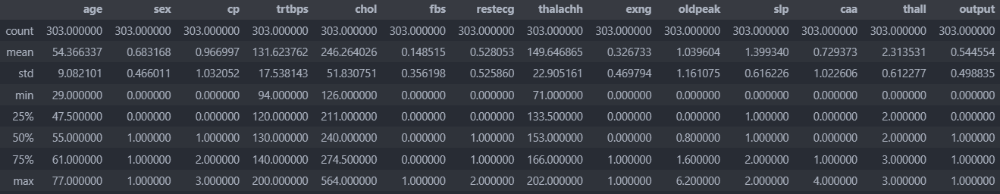 age sex cp trtbps chol fbs restecg thalachh exng oldpeak slp caa thall output
count 303.000000 303.000000 303.000000 303.000000 303.000000 303.000000 303.000000 303.000000 303.000000 303.000000 303.000000 303.000000 303.000000 303.000000
mean 54.366337 0.683168 0.966997 131.623762 246.264026 0.148515 0.528053 149.646865 0.326733 1.039604 1.399340 0.729373 2.313531 0.544554
std 9.082101 0.466011 1.032052 17.538143 51.830751 0.356198 0.525860 22.905161 0.469794 1.161075 0.616226 1.022606 0.612277 0.498835
min 29.000000 0.000000 0.000000 94.000000 126.000000 0.000000 0.000000 71.000000 0.000000 0.000000 0.000000 0.000000 0.000000 0.000000
25% 47.500000 0.000000 0.000000 120.000000 211.000000 0.000000 0.000000 133.500000 0.000000 0.000000 1.000000 0.000000 2.000000 0.000000
50% 55.000000 1.000000 1.000000 130.000000 240.000000 0.000000 1.000000 153.000000 0.000000 0.800000 1.000000 0.000000 2.000000 1.000000
75% 61.000000 1.000000 2.000000 140.000000 274.500000 0.000000 1.000000 166.000000 1.000000 1.600000 2.000000 1.000000 3.000000 1.000000
max 77.000000 1.000000 3.000000 200.000000 564.000000 1.000000 2.000000 202.000000 1.000000 6.200000 2.000000 4.000000 3.000000 1.000000